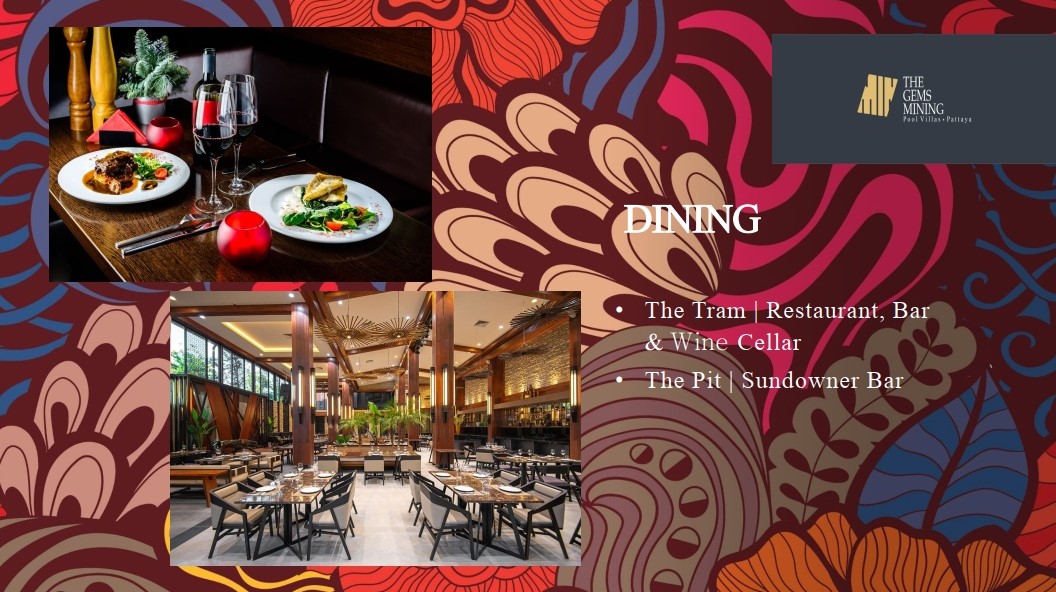 THE
GEMS
MINING
Pool Villas • Pattaya
DINING
• The Tram | Restaurant, Bar
& Wine Cellar
• The Pit | Sundowner Bar